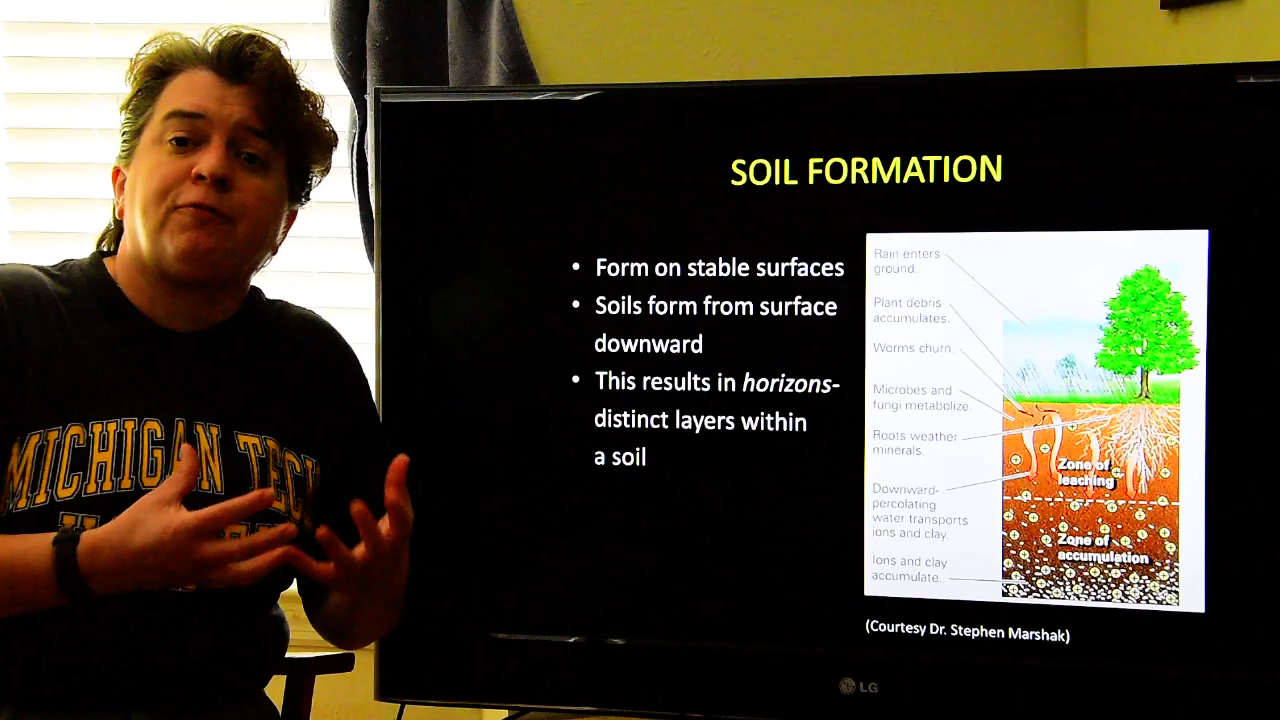 SOIL FORMATION
• Form on stable surfaces
• Soils form from surface
downward
• This results in horizons-
distinct layers within
a soil
Rain enters
ground.
Plant debris
accumulates.
Worms churn.
Microbes and
fungi metabolize.
Roots weather
minerals.
Downward-
percolating
water transports
ions and clay.
Ions and clay
accumulate.
Zone of
leaching
Zone of
accumulation
(Courtesy Dr. Stephen Marshak)
LG
MICHIGAN TECH